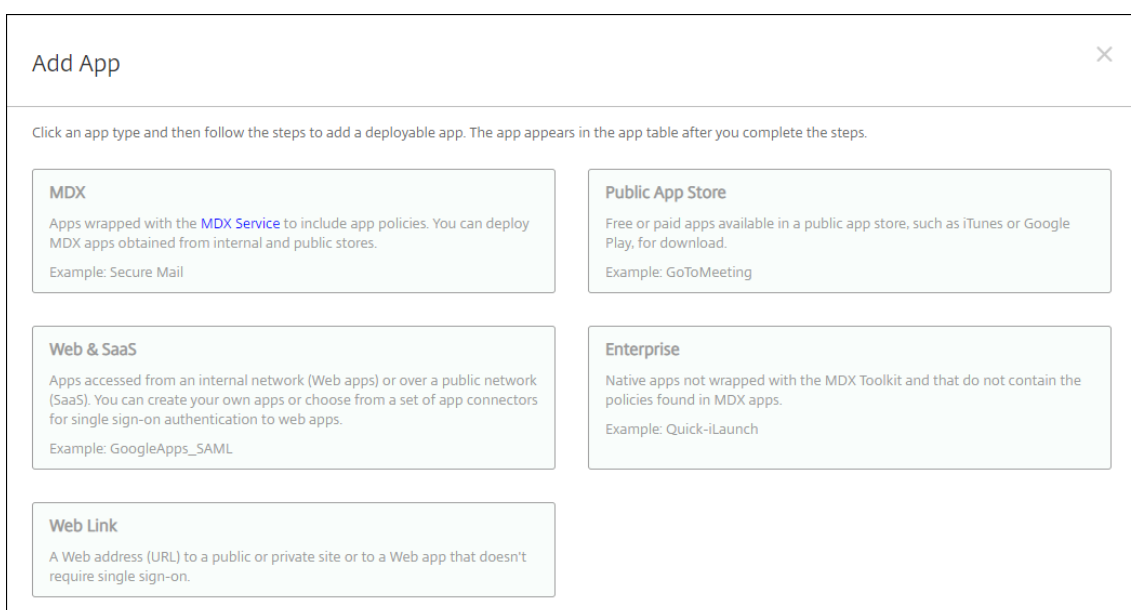 Add App
Click an app type and then follow the steps to add a deployable app. The app appears in the app table after you complete the steps.
MDX
Apps wrapped with the MDX Service to include app policies. You can deploy
MDX apps obtained from internal and public stores.
Example: Secure Mail
Public App Store
Free or paid apps available in a public app store, such as iTunes or Google
Play, for download.
Example: GoToMeeting
Web & SaaS
Apps accessed from an internal network (Web apps) or over a public network
(SaaS). You can create your own apps or choose from a set of app connectors
for single sign-on authentication to web apps.
Example: GoogleApps_SAML
Enterprise
Native apps not wrapped with the MDX Toolkit and that do not contain the
policies found in MDX apps.
Example: Quick-iLaunch
Web Link
A Web address (URL) to a public or private site or to a Web app that doesn't
require single sign-on.